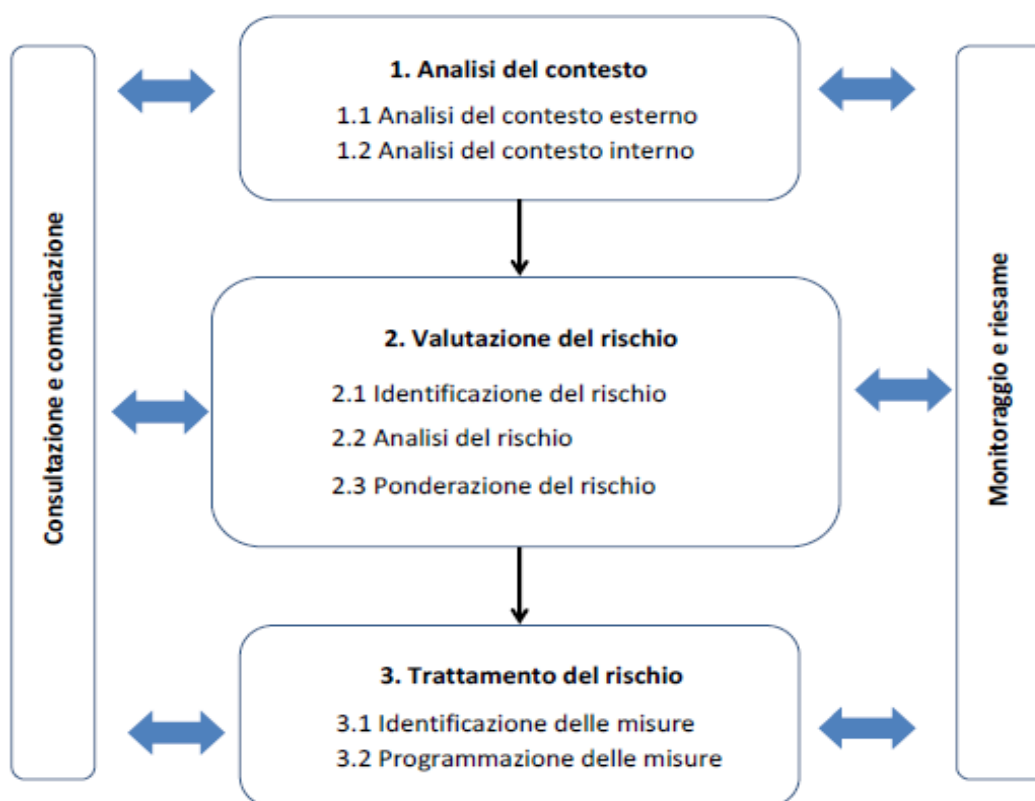 Consultazione e comunicazione
1. Analisi del contesto
1.1 Analisi del contesto esterno
1.2 Analisi del contesto interno
2. Valutazione del rischio
2.1 Identificazione del rischio
2.2 Analisi del rischio
2.3 Ponderazione del rischio
3. Trattamento del rischio
3.1 Identificazione delle misure
3.2 Programmazione delle misure
Monitoraggio e riesame